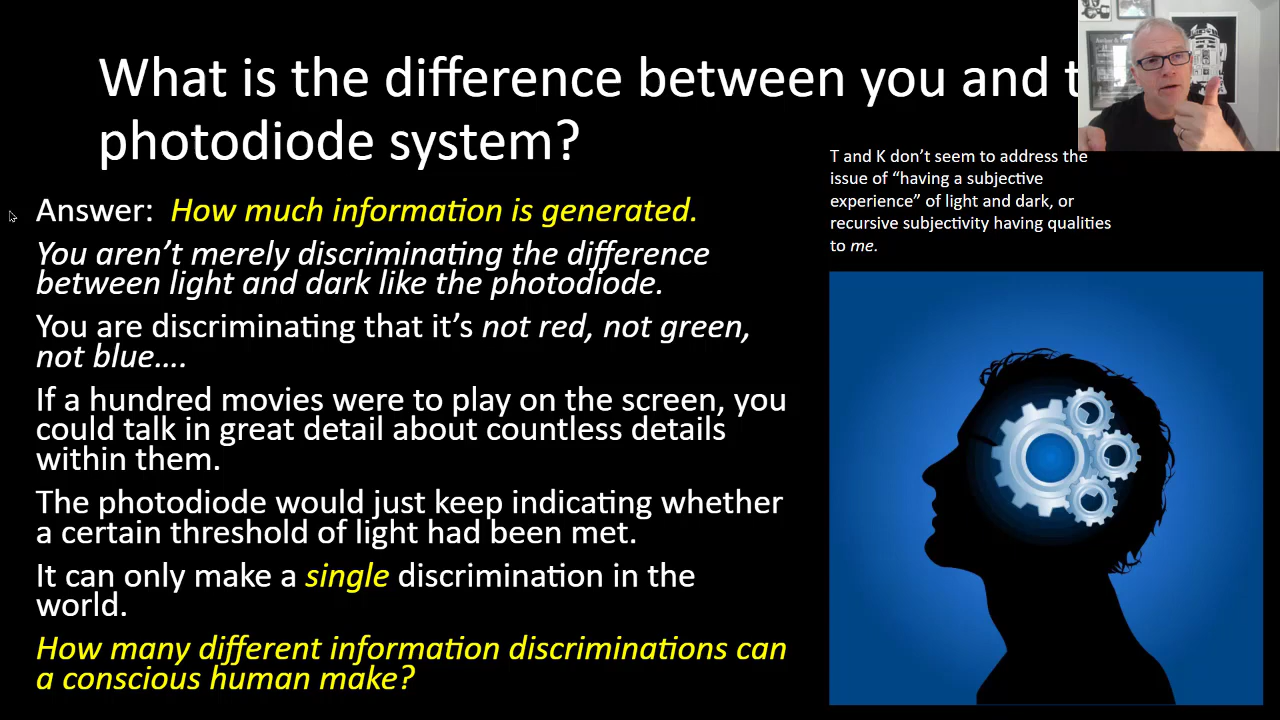 What is the difference between you and t
photodiode system?
T and K don't seem to address the
issue of “having a subjective
experience” of light and dark, or
recursive subjectivity having qualities
to me.
Answer: How much information is generated.
You aren't merely discriminating the difference
between light and dark like the photodiode.
You are discriminating that it's not red, not green,
not blue....
If a hundred movies were to play on the screen, you
could talk in great detail about countless details
within them.
The photodiode would just keep indicating whether
a certain threshold of light had been met.
It can only make a single discrimination in the
world.
How many different information discriminations can
a conscious human make?